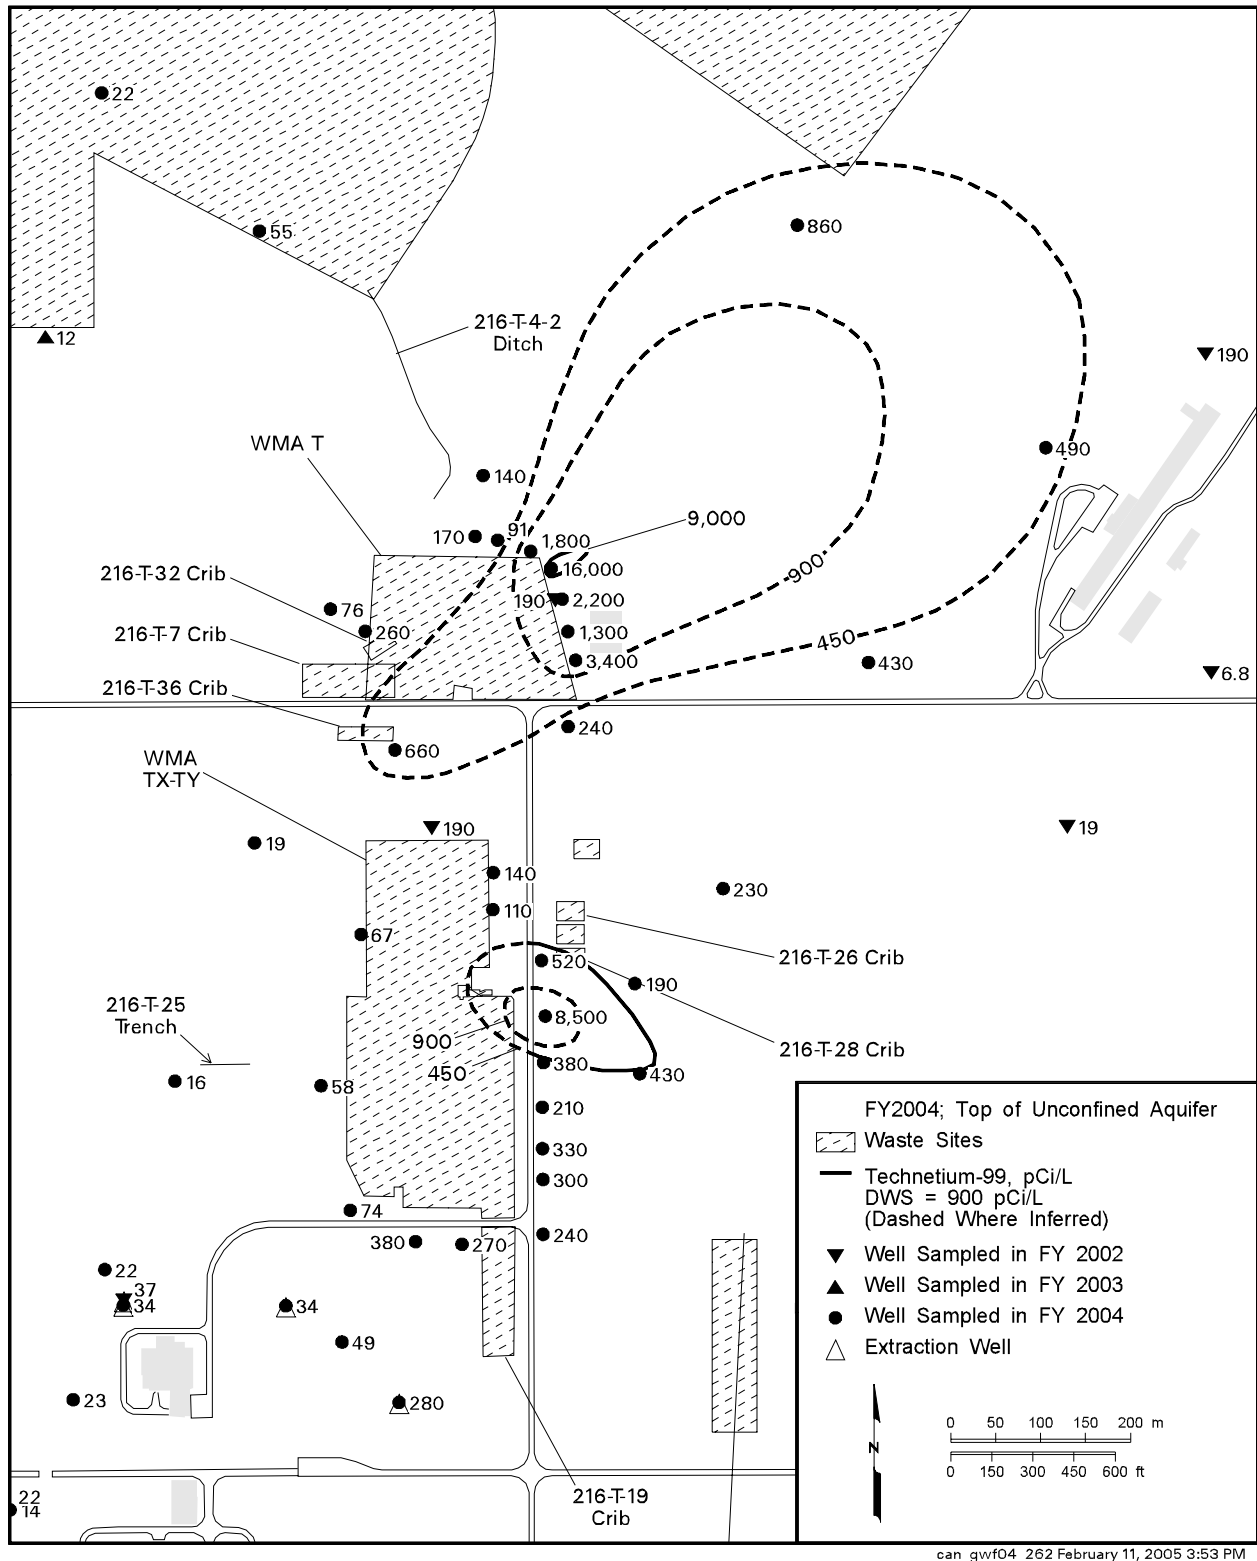 22
55
860
216-T-4-2
Ditch
12
190
WMA T
490
140
9,000
170
91
1,800
216-T-32 Crib
16,000
900
190
2,200
76
216-T-7 Crib
260
1,300
450
3,400
430
6.8
216-T-36 Crib
240
660
WMA
TX-TY
190
19
19
140
230
110
67
216-T-26 Crib
520
190
216-T-25
Trench
8,500
900
216-T-28 Crib
380
450
430
16
58
210
330
300
74
240
380
270
22
37
34
34
49
23
280
22
14
216-T-19
Crib
FY2004; Top of Unconfined Aquifer
Waste Sites
Technetium-99, pCi/L
DWS = 900 pCi/L
(Dashed Where Inferred)
Well Sampled in FY 2002
Well Sampled in FY 2003
Well Sampled in FY 2004
Extraction Well
N
0 50 100 150 200 m
0 150 300 450 600 ft
can_gwf04_262 February 11, 2005 3:53 PM